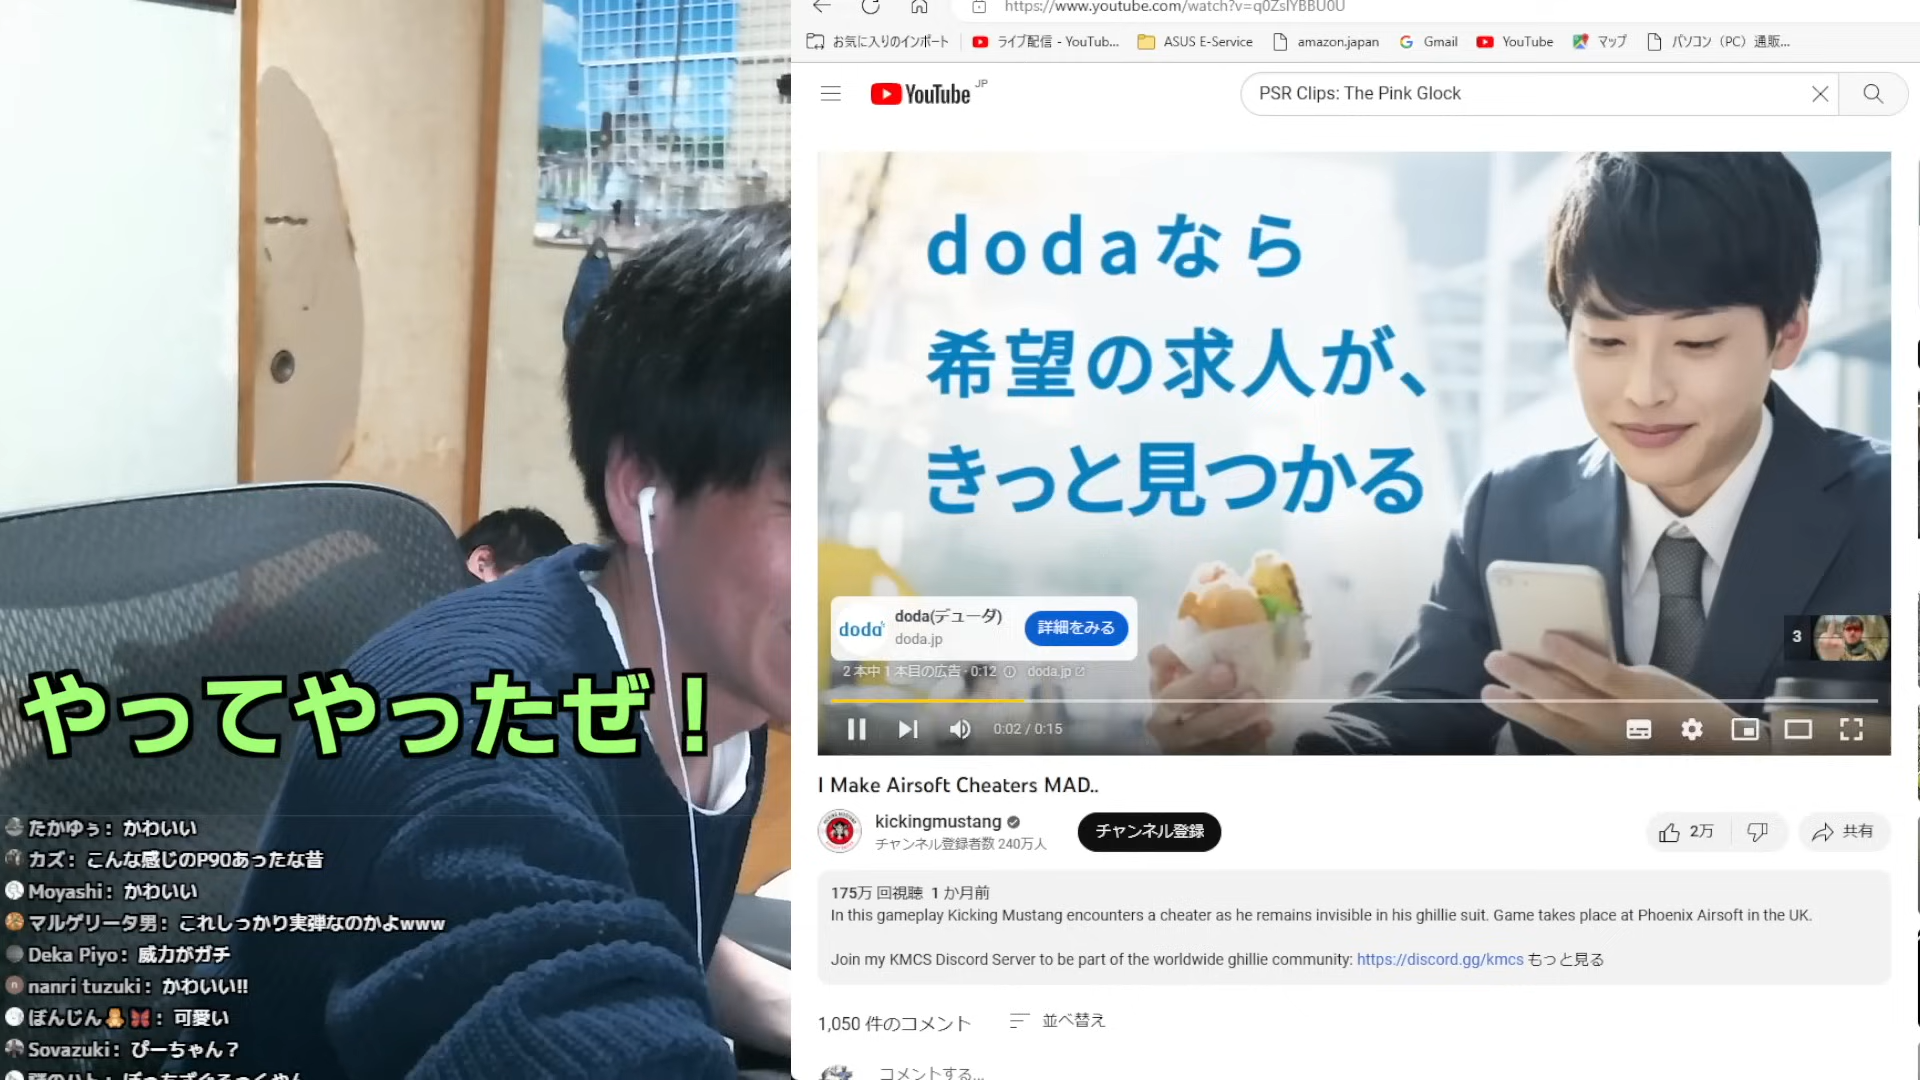 やってやったぜ！
たかゆぅ： かわいい
カズ： こんな感じのP90あったな昔
Moyashi： かわいい
マルゲリータ男： これしっかり実弾なのかよwww
Deka Piyo： 威力がガチ
nanri tuzuki： かわいい!!
ぽんじん🧸🦋： 可愛い
Sovazuki： ぴーちゃん？
https://www.youtube.com/watch?v=q0ZsIYBBU0U
お気に入りのインポート
ライブ配信 - YouTub...
ASUS E-Service
amazon.japan
Gmail
YouTube
マップ
パソコン（PC）通販...
YouTube JP
PSR Clips: The Pink Glock
dodaなら
希望の求人が、
きっと見つかる
doda
doda(デューダ)
doda.jp
詳細をみる
2 本中 1 本目の広告 · 0:12 doda.jp
3
0:02 / 0:15
I Make Airsoft Cheaters MAD..
kickingmustang
チャンネル登録者数 240万人
チャンネル登録
2万
共有
175万 回視聴 1 か月前
In this gameplay Kicking Mustang encounters a cheater as he remains invisible in his ghillie suit. Game takes place at Phoenix Airsoft in the UK.
Join my KMCS Discord Server to be part of the worldwide ghillie community: https://discord.gg/kmcs もっと見る
1,050 件のコメント
並べ替え
コメントする...